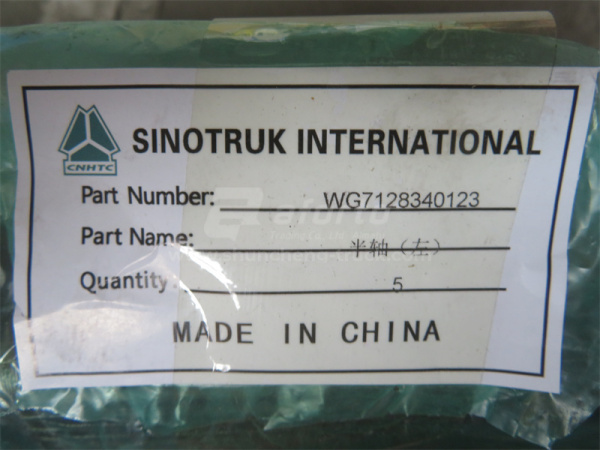 CNHTC
SINOTRUK INTERNATIONAL
Part Number: WG7128340123
Part Name: 半轴（左）
Quantity: 5
MADE IN CHINA